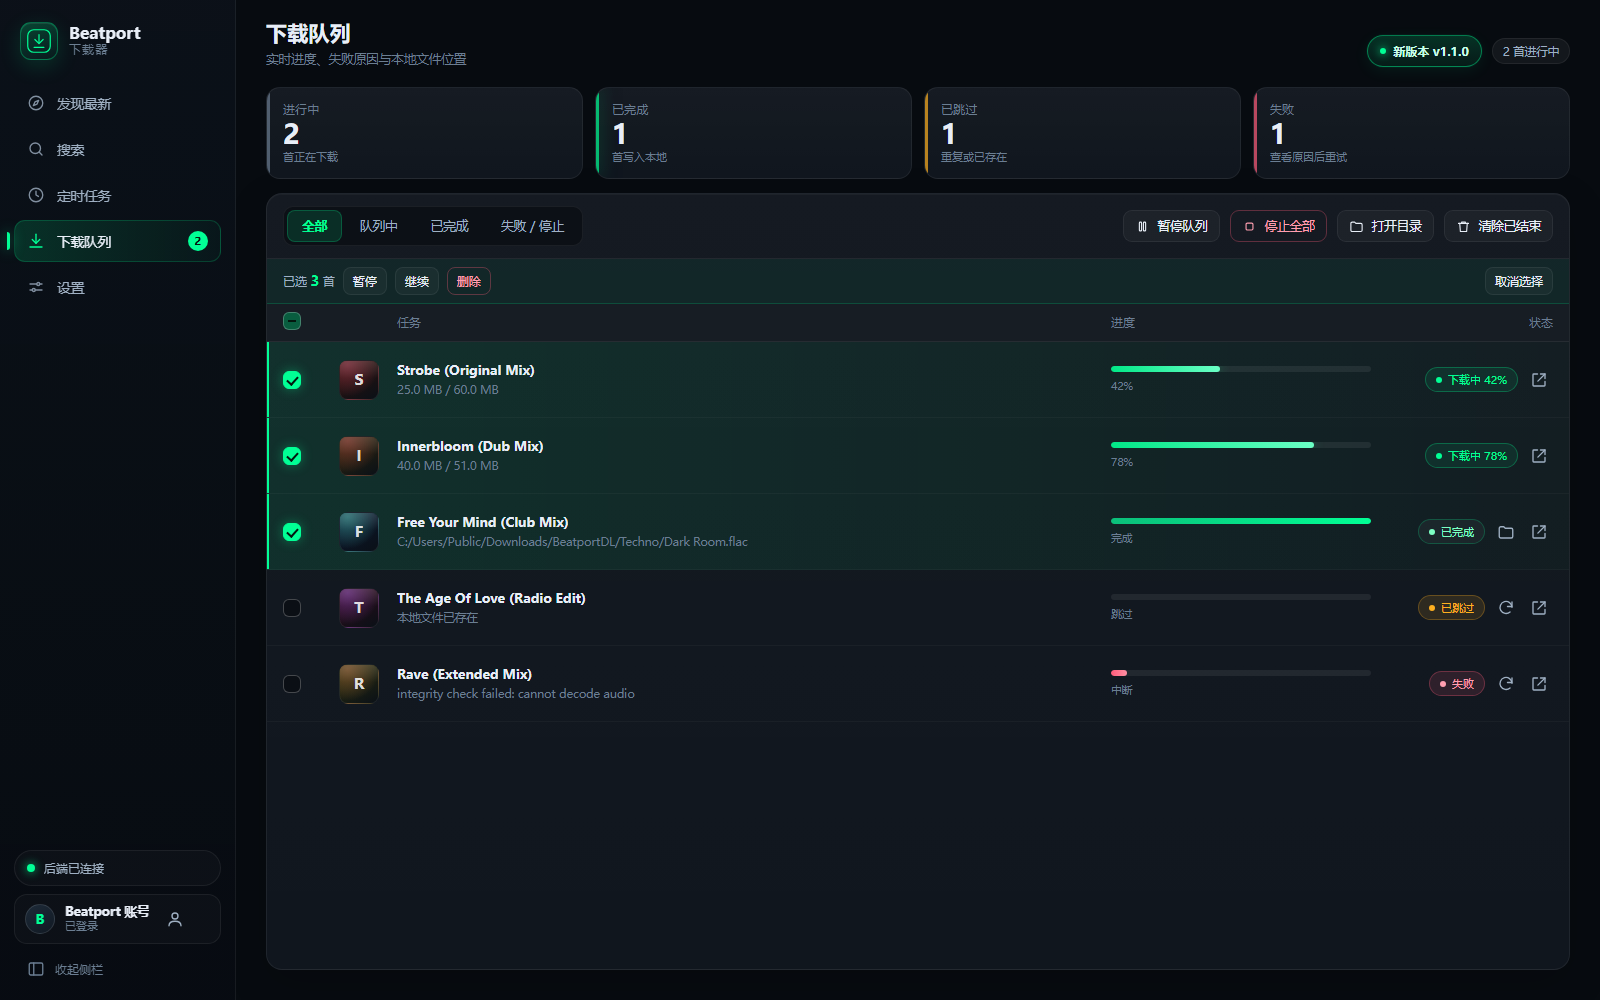 Beatport
下载器
发现最新
搜索
定时任务
下载队列 2
设置
后端已连接
B
Beatport 账号
已登录
收起侧栏
下载队列
实时进度、失败原因与本地文件位置
新版本 v1.1.0
2 首进行中
进行中
2
首正在下载
已完成
1
首写入本地
已跳过
1
重复或已存在
失败
1
查看原因后重试
全部 队列中 已完成 失败 / 停止
暂停队列 停止全部 打开目录 清除已结束
已选 3 首 暂停 继续 删除 取消选择
任务 进度 状态
S
Strobe (Original Mix)
25.0 MB / 60.0 MB
42%
下载中 42%
I
Innerbloom (Dub Mix)
40.0 MB / 51.0 MB
78%
下载中 78%
F
Free Your Mind (Club Mix)
C:/Users/Public/Downloads/BeatportDL/Techno/Dark Room.flac
完成
已完成
T
The Age Of Love (Radio Edit)
本地文件已存在
跳过
已跳过
R
Rave (Extended Mix)
integrity check failed: cannot decode audio
中断
失败